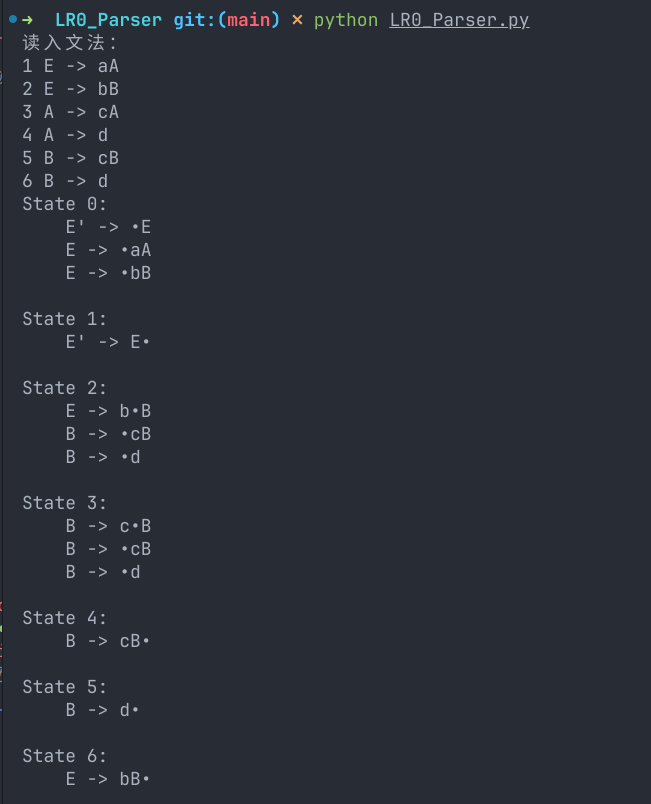 ➜ LR0_Parser git:(main) ✗ python LR0_Parser.py
读入文法：
1 E -> aA
2 E -> bB
3 A -> cA
4 A -> d
5 B -> cB
6 B -> d
State 0:
E' -> •E
E -> •aA
E -> •bB
State 1:
E' -> E•
State 2:
E -> b•B
B -> •cB
B -> •d
State 3:
B -> c•B
B -> •cB
B -> •d
State 4:
B -> cB•
State 5:
B -> d•
State 6:
E -> bB•